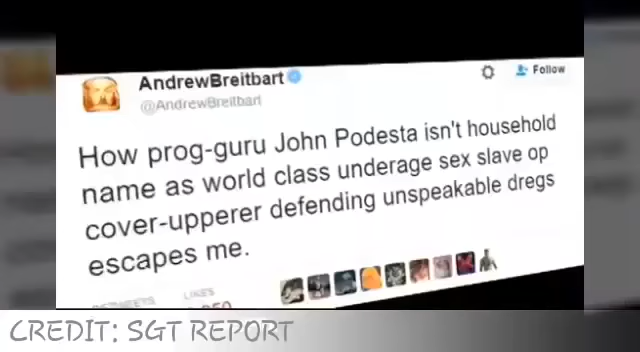 AndrewBreitbart
@AndrewBreitbart
Follow
How prog-guru John Podesta isn't household
name as world class underage sex slave op
cover-upperer defending unspeakable dregs
escapes me.
RETWEETS
LIKES
CREDIT: SGT REPORT